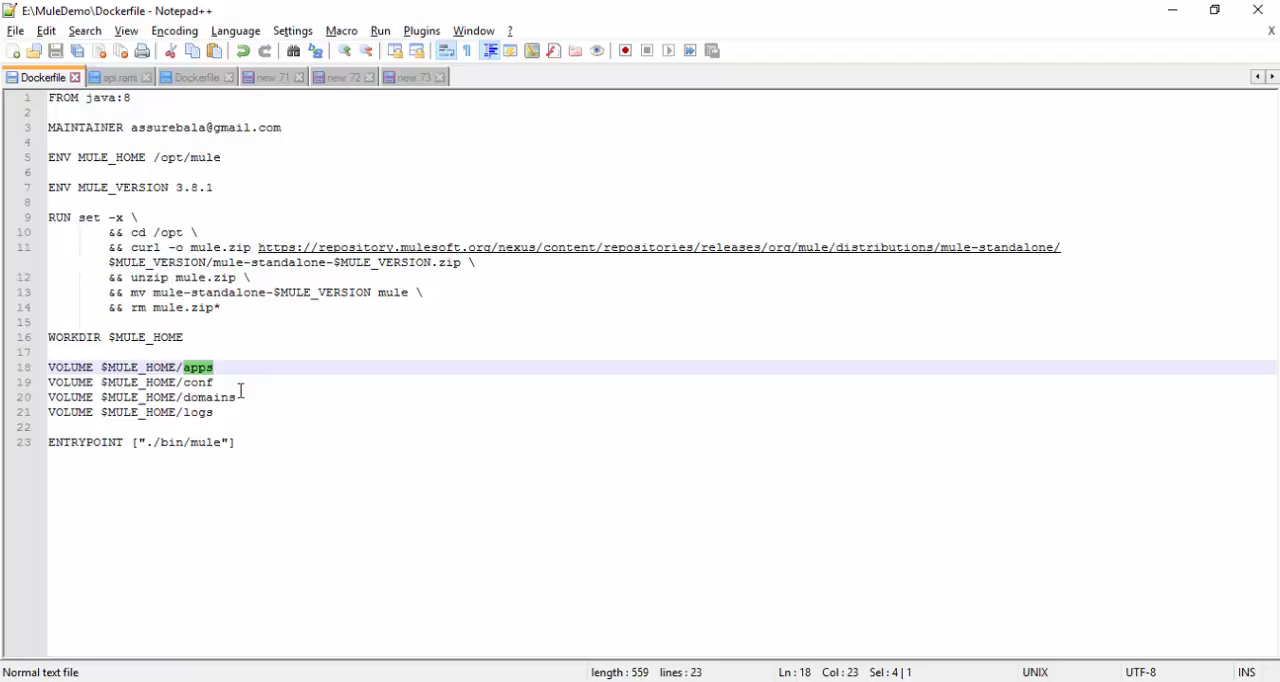 E:\MuleDemo\Dockerfile - Notepad++
File Edit Search View Encoding Language Settings Macro Run Plugins Window ? X
Dockerfile api.raml Dockerfile new 71 new 72 new 73
1 FROM java:8
2
3 MAINTAINER assurebala@gmail.com
4
5 ENV MULE_HOME /opt/mule
6
7 ENV MULE_VERSION 3.8.1
8
9 RUN set -x \
10 && cd /opt \
11 && curl -o mule.zip https://repository.mulesoft.org/nexus/content/repositories/releases/org/mule/distributions/mule-standalone/
$MULE_VERSION/mule-standalone-$MULE_VERSION.zip \
12 && unzip mule.zip \
13 && mv mule-standalone-$MULE_VERSION mule \
14 && rm mule.zip*
15
16 WORKDIR $MULE_HOME
17
18 VOLUME $MULE_HOME/apps
19 VOLUME $MULE_HOME/conf
20 VOLUME $MULE_HOME/domains
21 VOLUME $MULE_HOME/logs
22
23 ENTRYPOINT ["./bin/mule"]
Normal text file length : 559 lines : 23 Ln : 18 Col : 23 Sel : 4 | 1 UNIX UTF-8 INS